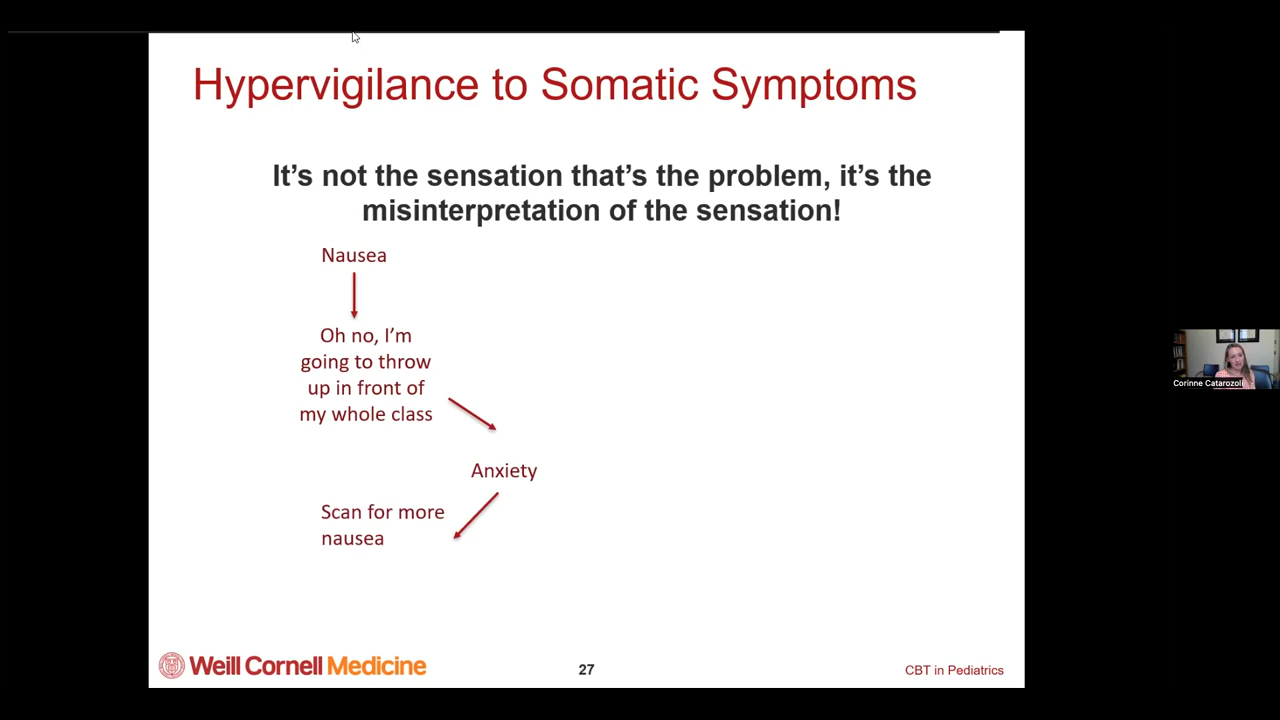 Hypervigilance to Somatic Symptoms
It’s not the sensation that’s the problem, it’s the
misinterpretation of the sensation!
Nausea
Oh no, I’m
going to throw
up in front of
my whole class
Anxiety
Scan for more
nausea
Weill Cornell Medicine
27
CBT in Pediatrics
Corinne Catarozoli